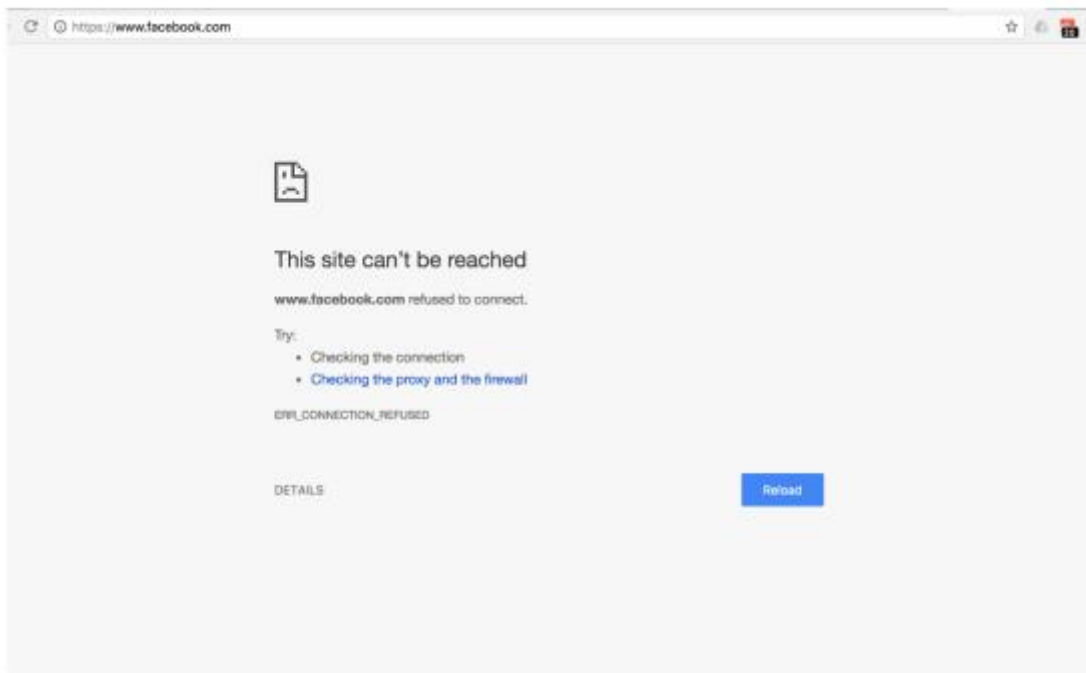 https://www.facebook.com
This site can't be reached
www.facebook.com refused to connect.
Try:
• Checking the connection
• Checking the proxy and the firewall
ERR_CONNECTION_REFUSED
DETAILS
Reload